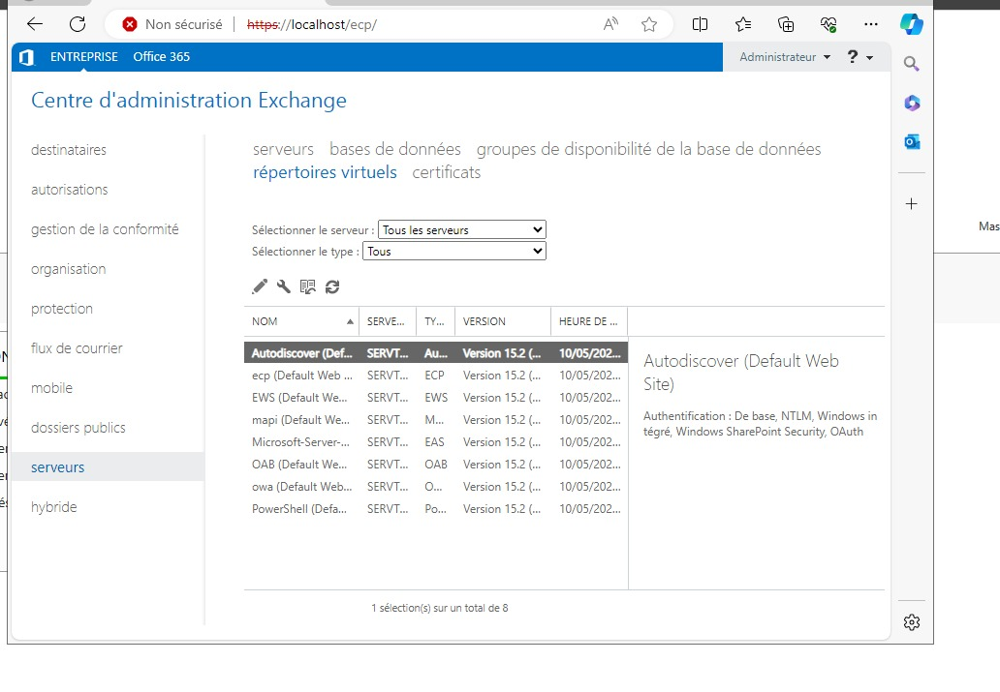 Non sécurisé
https://localhost/ecp/
ENTREPRISE Office 365
Administrateur ?
Centre d'administration Exchange
destinataires
autorisations
gestion de la conformité
organisation
protection
flux de courrier
mobile
dossiers publics
serveurs
hybride
serveurs bases de données groupes de disponibilité de la base de données
répertoires virtuels certificats
Sélectionner le serveur : Tous les serveurs
Sélectionner le type : Tous
NOM SERVE... TY... VERSION HEURE DE ...
Autodiscover (Def... SERVT... Au... Version 15.2 (... 10/05/202...
ecp (Default Web ... SERVT... ECP Version 15.2 (... 10/05/202...
EWS (Default We... SERVT... EWS Version 15.2 (... 10/05/202...
mapi (Default We... SERVT... M... Version 15.2 (... 10/05/202...
Microsoft-Server-... SERVT... EAS Version 15.2 (... 10/05/202...
OAB (Default We... SERVT... OAB Version 15.2 (... 10/05/202...
owa (Default Web... SERVT... O... Version 15.2 (... 10/05/202...
PowerShell (Defa... SERVT... Po... Version 15.2 (... 10/05/202...
Autodiscover (Default Web
Site)
Authentification : De base, NTLM, Windows in
tégré, Windows SharePoint Security, OAuth
1 sélection(s) sur un total de 8
Mas